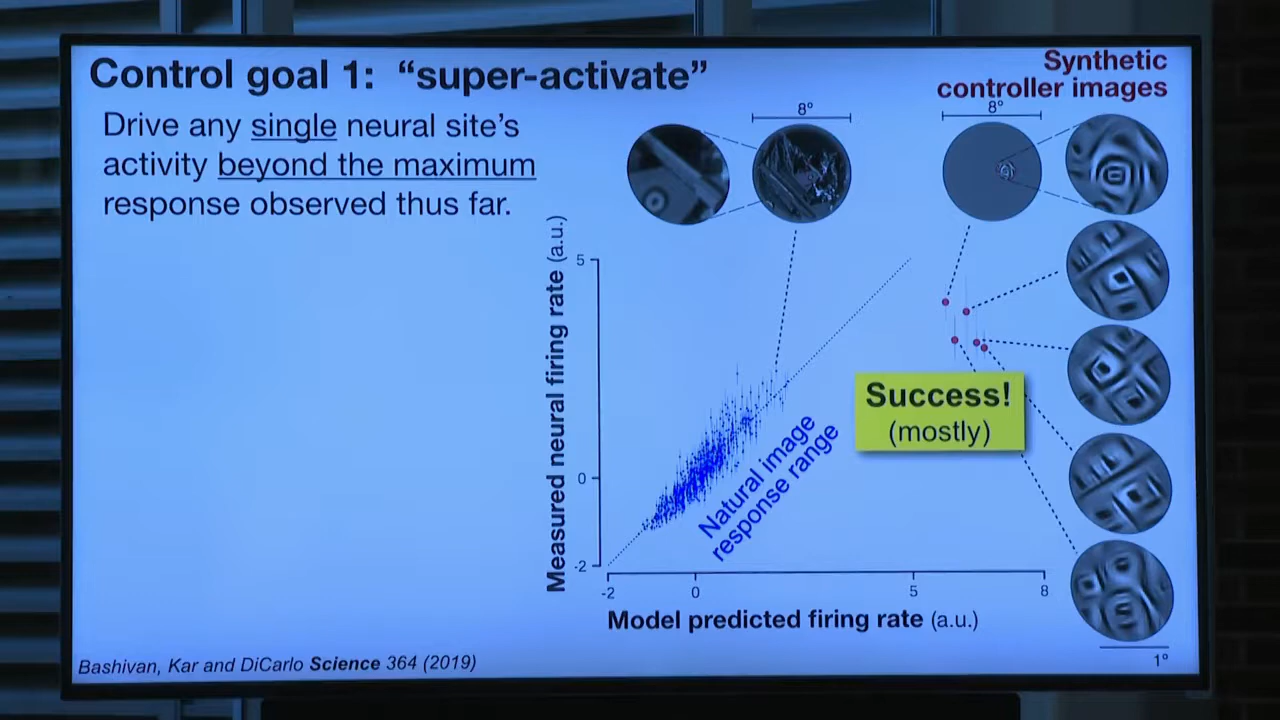 Control goal 1: “super-activate”
Synthetic
controller images
Drive any single neural site’s
activity beyond the maximum
response observed thus far.
8°
8°
Measured neural firing rate (a.u.)
5
0
-2
Success!
(mostly)
Natural image
response range
-2
0
5
8
Model predicted firing rate (a.u.)
1°
Bashivan, Kar and DiCarlo Science 364 (2019)